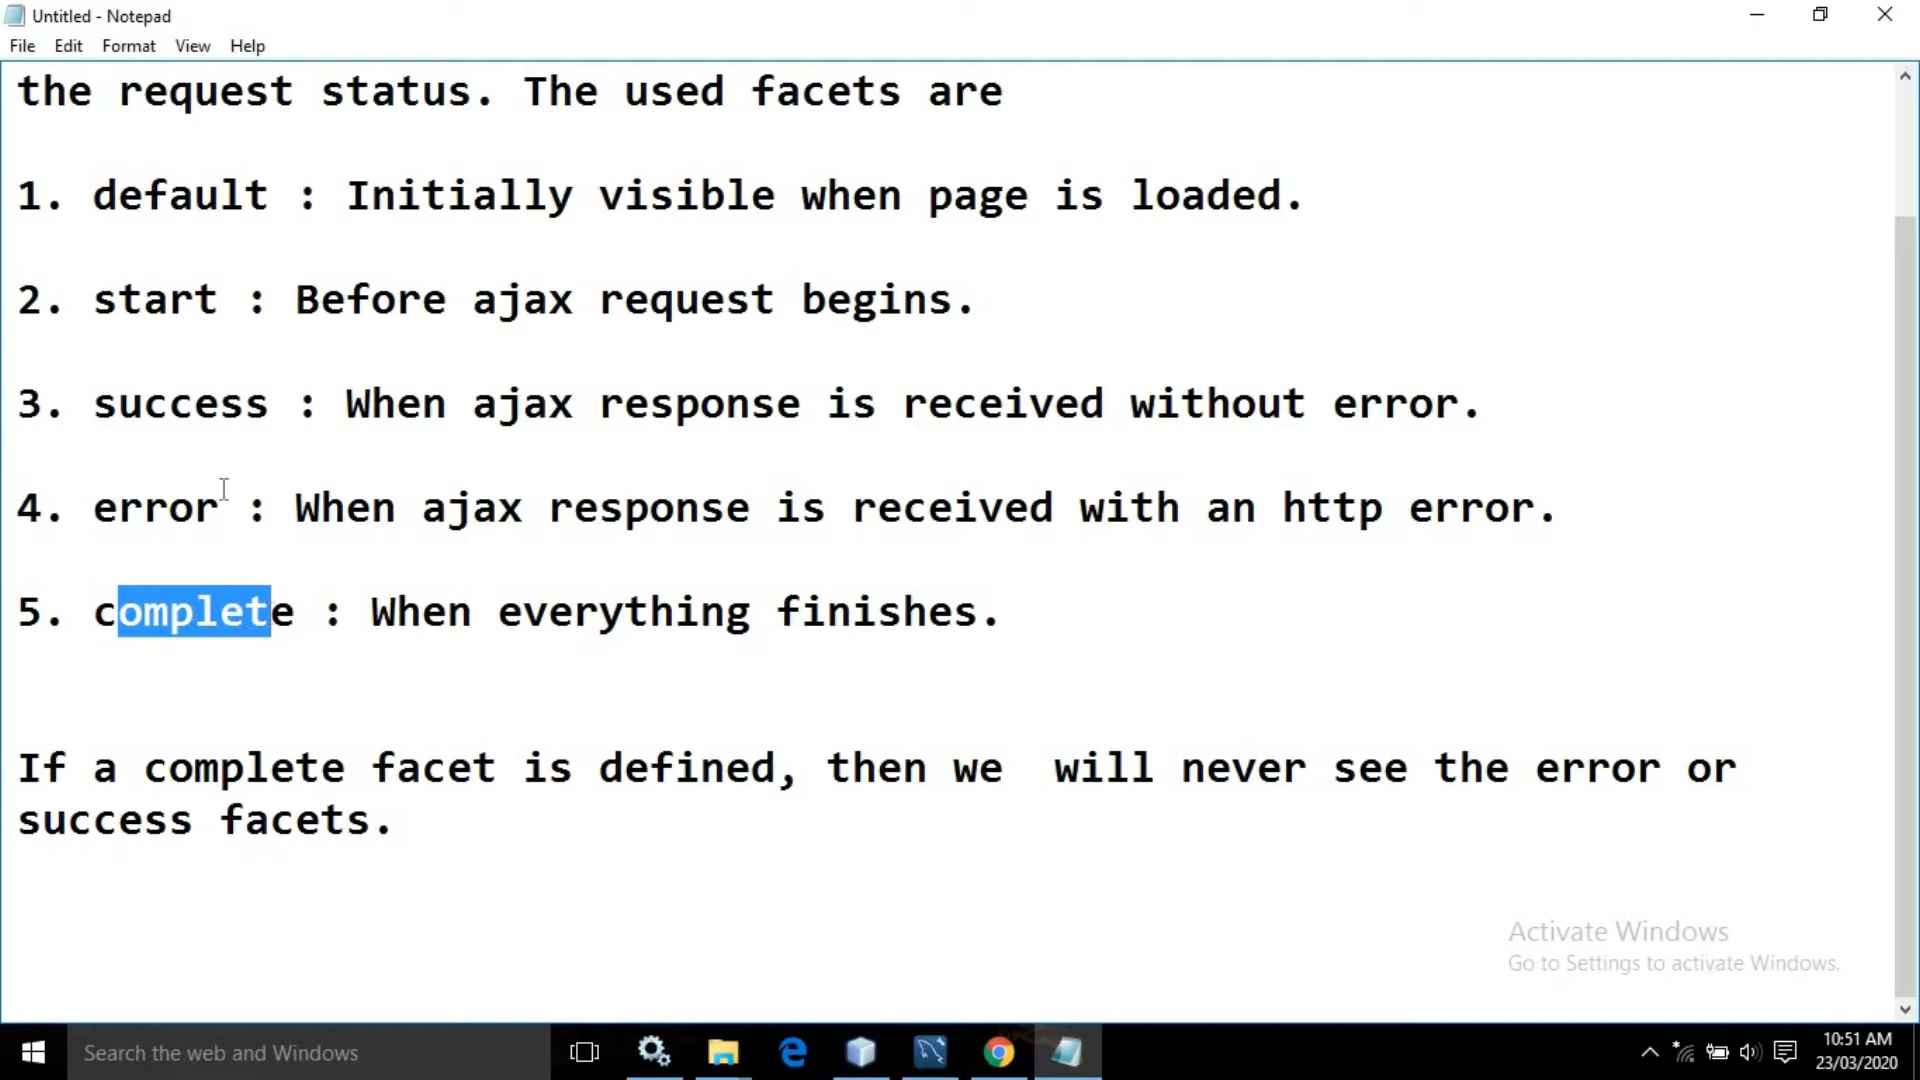 Untitled - Notepad
File Edit Format View Help
the request status. The used facets are
1. default : Initially visible when page is loaded.
2. start : Before ajax request begins.
3. success : When ajax response is received without error.
4. error : When ajax response is received with an http error.
5. complete : When everything finishes.
If a complete facet is defined, then we  will never see the error or
success facets.
Activate Windows
Go to Settings to activate Windows.
Search the web and Windows
10:51 AM
23/03/2020